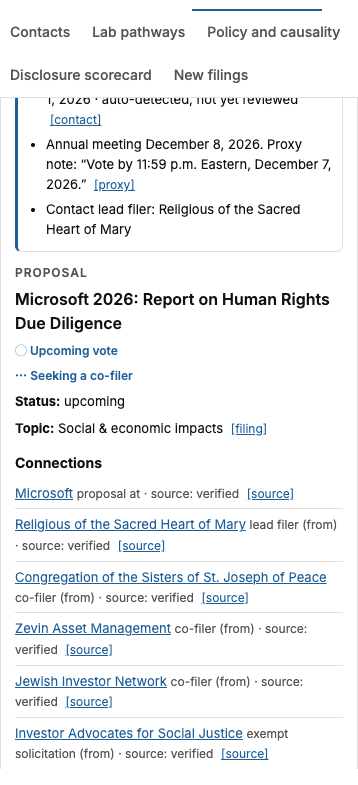 Contacts Lab pathways Policy and causality
Disclosure scorecard New filings
1, 2026 · auto-detected, not yet reviewed
[contact]
• Annual meeting December 8, 2026. Proxy
note: “Vote by 11:59 p.m. Eastern, December 7,
2026.” [proxy]
• Contact lead filer: Religious of the Sacred
Heart of Mary
PROPOSAL
Microsoft 2026: Report on Human Rights
Due Diligence
Upcoming vote
··· Seeking a co-filer
Status: upcoming
Topic: Social & economic impacts [filing]
Connections
Microsoft proposal at · source: verified [source]
Religious of the Sacred Heart of Mary lead filer (from)
· source: verified [source]
Congregation of the Sisters of St. Joseph of Peace
co-filer (from) · source: verified [source]
Zevin Asset Management co-filer (from) · source:
verified [source]
Jewish Investor Network co-filer (from) · source:
verified [source]
Investor Advocates for Social Justice exempt
solicitation (from) · source: verified [source]